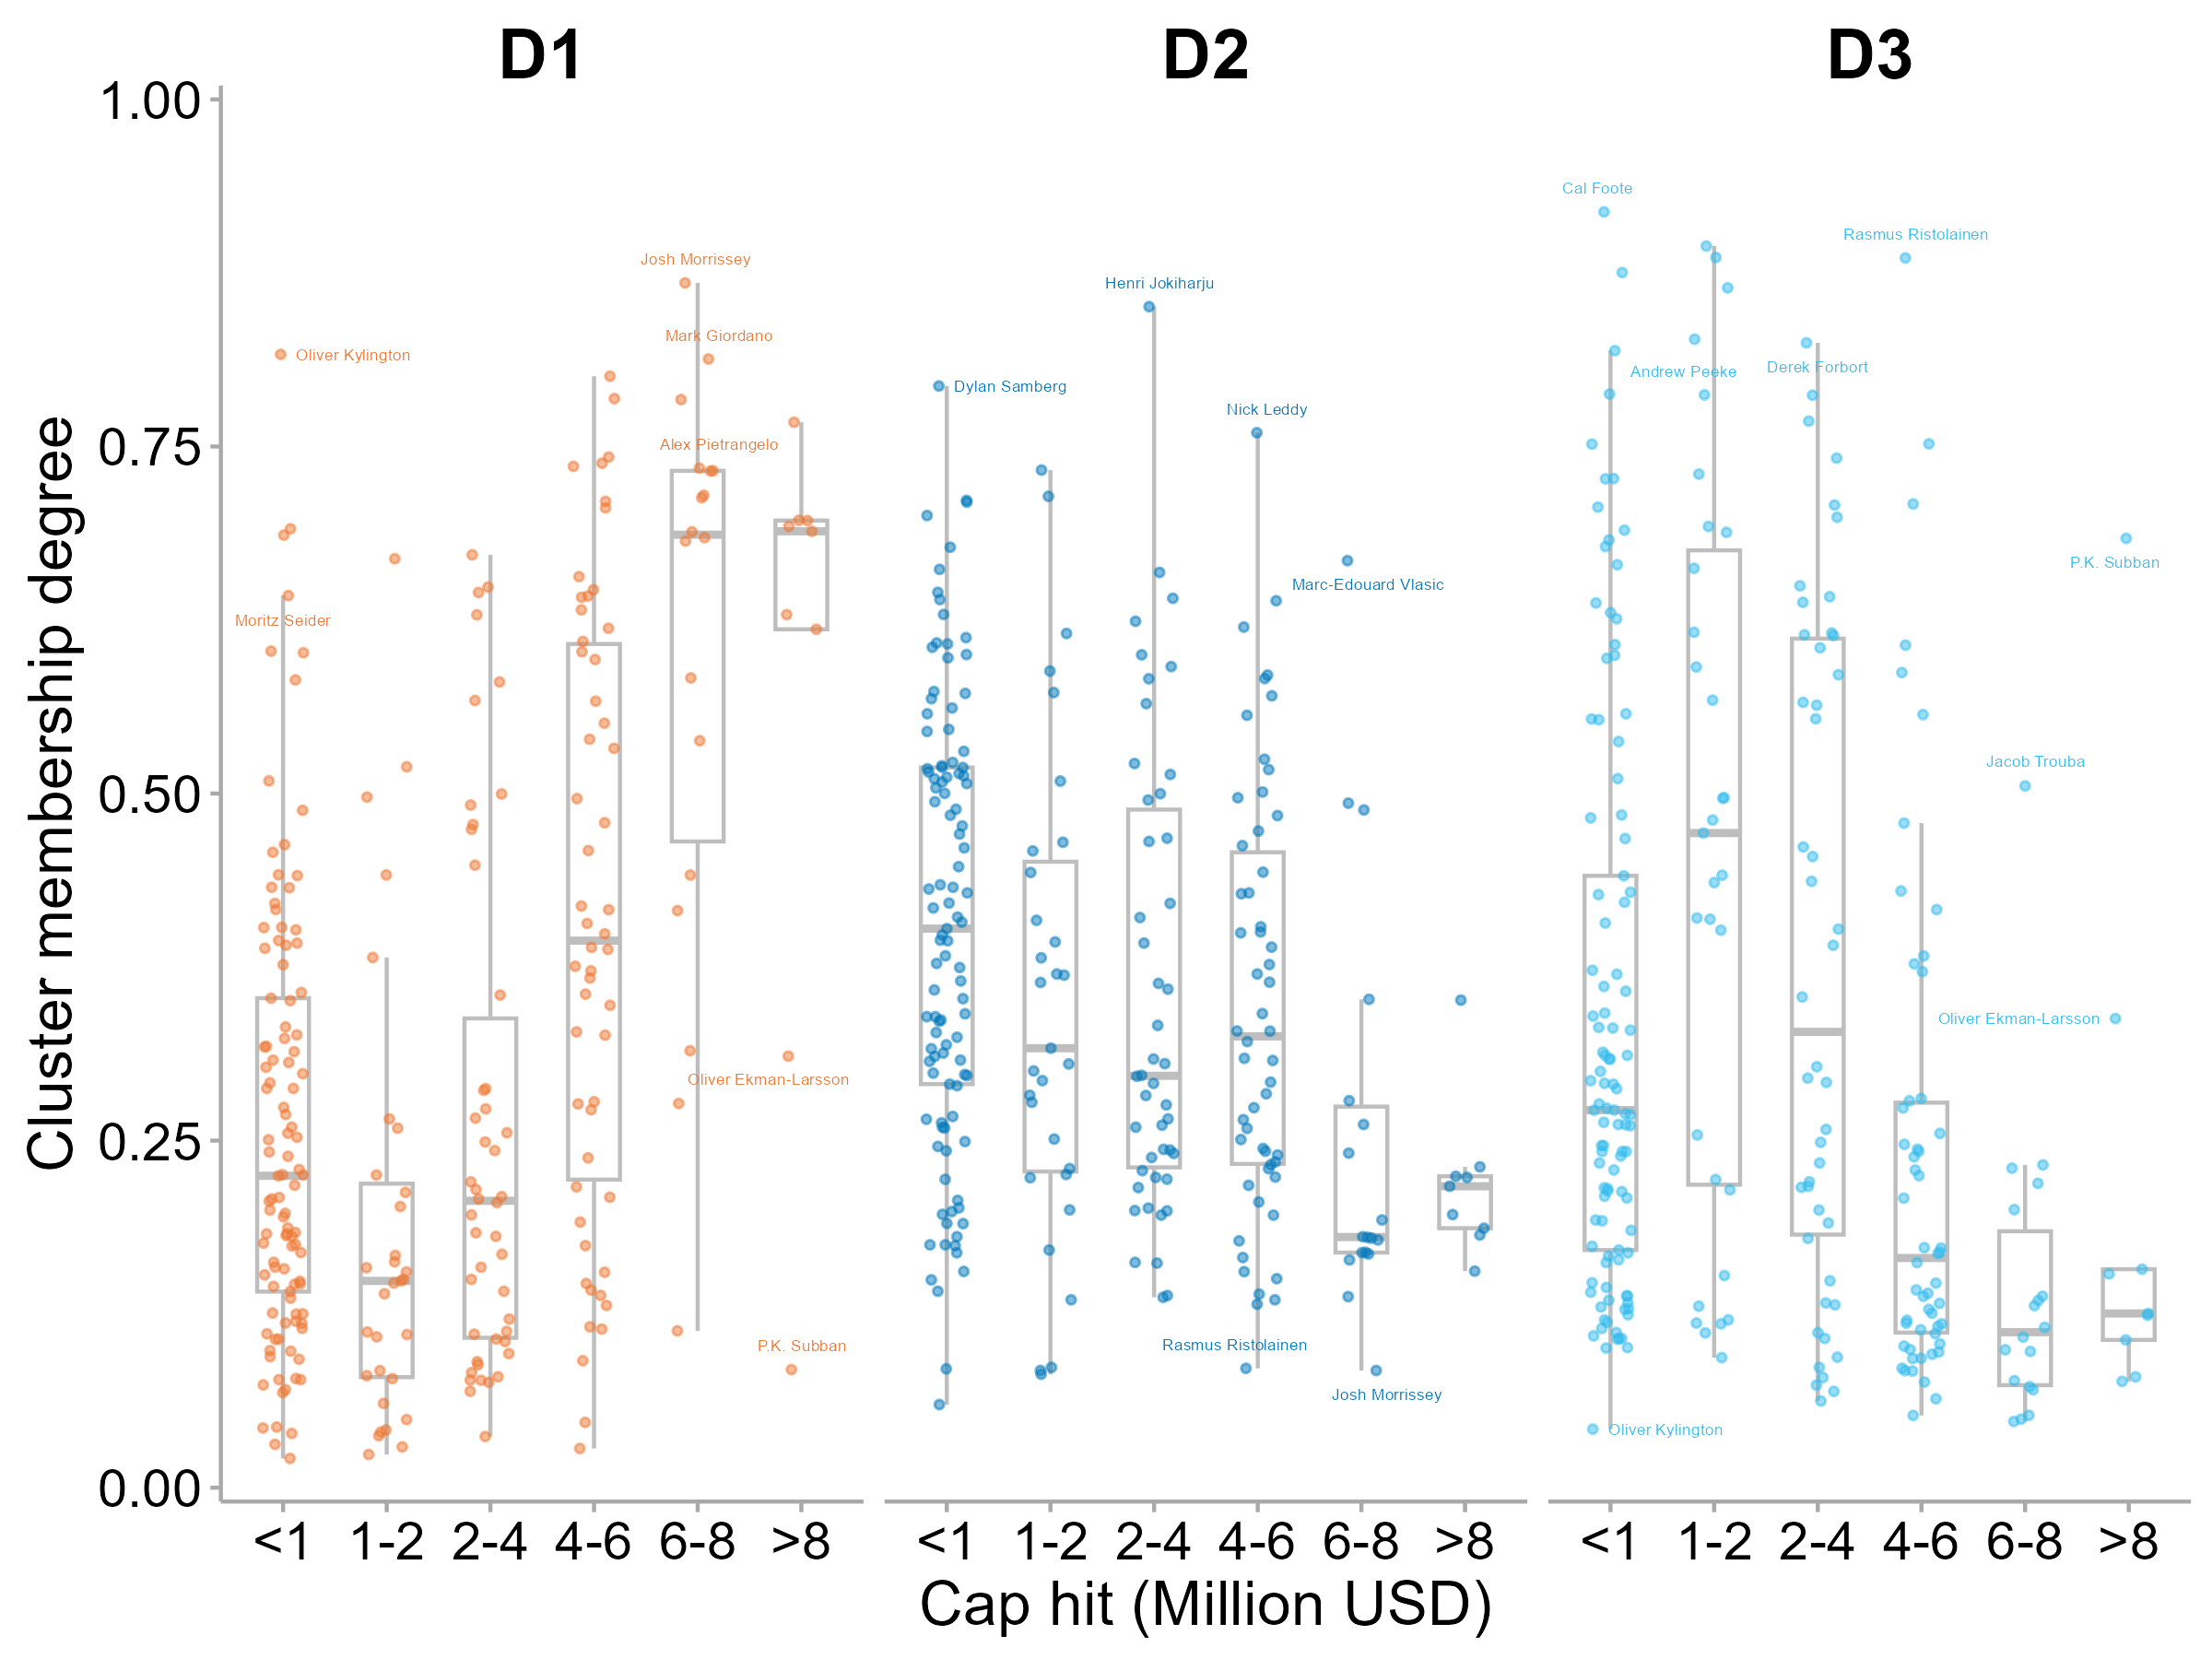 D1 D2 D3
Cluster membership degree
1.00
0.75
0.50
0.25
0.00
Josh Morrissey
Mark Giordano
Oliver Kylington
Alex Pietrangelo
Moritz Seider
Oliver Ekman-Larsson
P.K. Subban
Henri Jokiharju
Dylan Samberg
Nick Leddy
Marc-Edouard Vlasic
Rasmus Ristolainen
Josh Morrissey
Cal Foote
Rasmus Ristolainen
Andrew Peeke
Derek Forbort
P.K. Subban
Jacob Trouba
Oliver Ekman-Larsson
Oliver Kylington
<1 1-2 2-4 4-6 6-8 >8
<1 1-2 2-4 4-6 6-8 >8
<1 1-2 2-4 4-6 6-8 >8
Cap hit (Million USD)